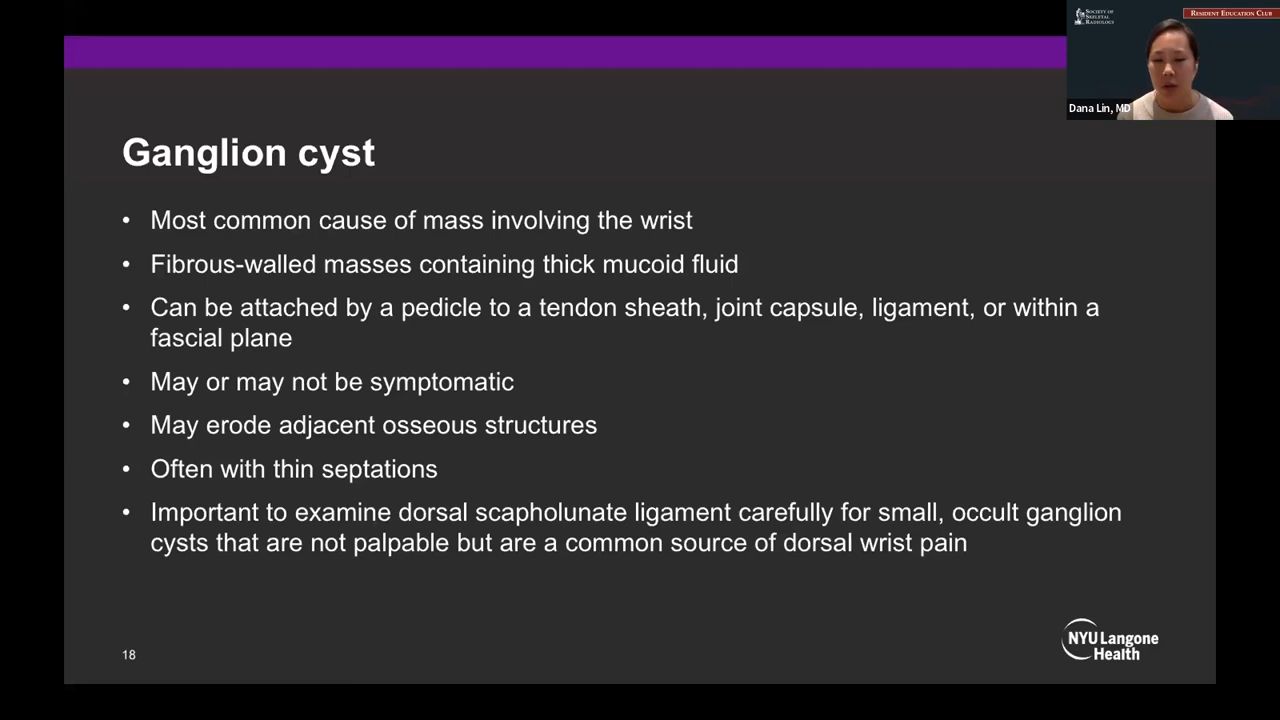 SOCIETY OF
SKELETAL
RADIOLOGY
RESIDENT EDUCATION CLUB
Dana Lin, MD
Ganglion cyst
• Most common cause of mass involving the wrist
• Fibrous-walled masses containing thick mucoid fluid
• Can be attached by a pedicle to a tendon sheath, joint capsule, ligament, or within a
fascial plane
• May or may not be symptomatic
• May erode adjacent osseous structures
• Often with thin septations
• Important to examine dorsal scapholunate ligament carefully for small, occult ganglion
cysts that are not palpable but are a common source of dorsal wrist pain
18
NYU Langone
Health